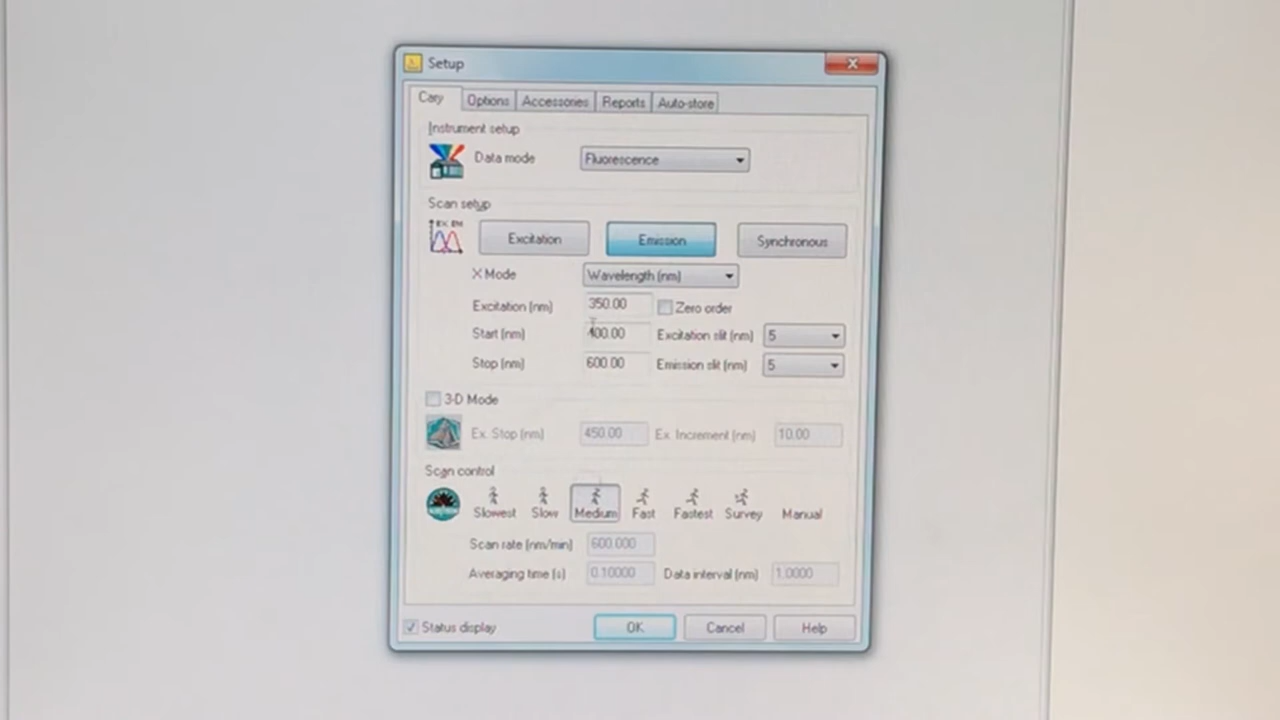 Setup
Cary Options Accessories Reports Auto-store
Instrument setup
Data mode Fluorescence
Scan setup
EX. EM
Excitation Emission Synchronous
X Mode Wavelength (nm)
Excitation (nm) 350.00 Zero order
Start (nm) 400.00 Excitation slit (nm) 5
Stop (nm) 600.00 Emission slit (nm) 5
3-D Mode
Ex. Stop (nm) 450.00 Ex. Increment (nm) 10.00
Scan control
Slowest Slow Medium Fast Fastest Survey Manual
Scan rate (nm/min) 600.000
Averaging time (s) 0.10000 Data interval (nm) 1.0000
Status display OK Cancel Help